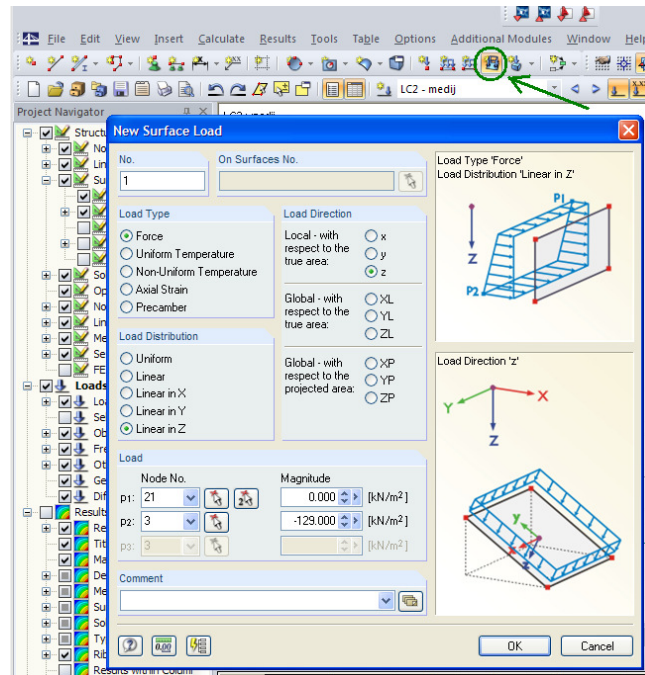 File Edit View Insert Calculate Results Tools Table Options Additional Modules Window Help
LC2 - medij
Project Navigator
New Surface Load
No.
On Surfaces No.
1
Load Type
Force
Uniform Temperature
Non-Uniform Temperature
Axial Strain
Precamber
Load Direction
Local - with
respect to the
true area:
x
y
z
Global - with
respect to the
true area:
XL
YL
ZL
Global - with
respect to the
projected area:
XP
YP
ZP
Load Distribution
Uniform
Linear
Linear in X
Linear in Y
Linear in Z
Load
Node No.
Magnitude
p1: 21 0.000 [kN/m²]
p2: 3 -129.000 [kN/m²]
p3: 3 [kN/m²]
Comment
OK
Cancel
Load Type 'Force'
Load Distribution 'Linear in Z'
P1
Z
P2
Load Direction 'z'
X
Y
Z
y
x
z
Loads
Results within Column